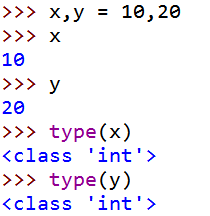 >>> x,y = 10,20
>>> x
10
>>> y
20
>>> type(x)
<class 'int'>
>>> type(y)
<class 'int'>